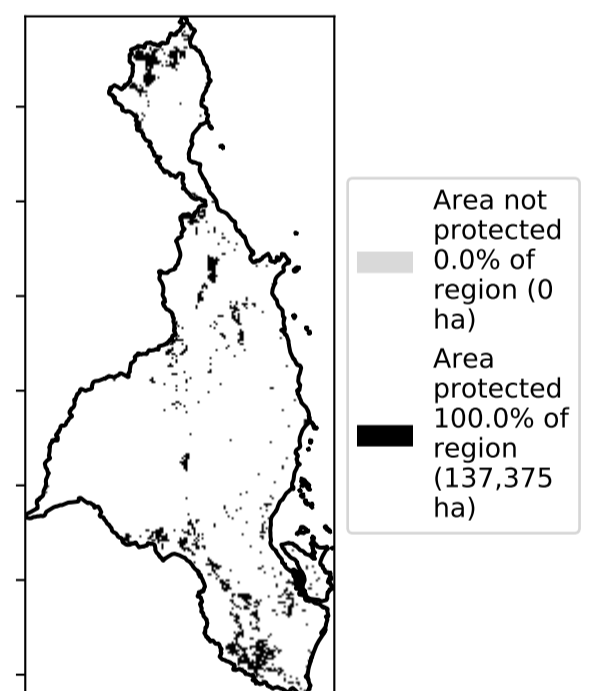 Area not
protected
0.0% of
region (0
ha)
Area
protected
100.0% of
region
(137,375
ha)